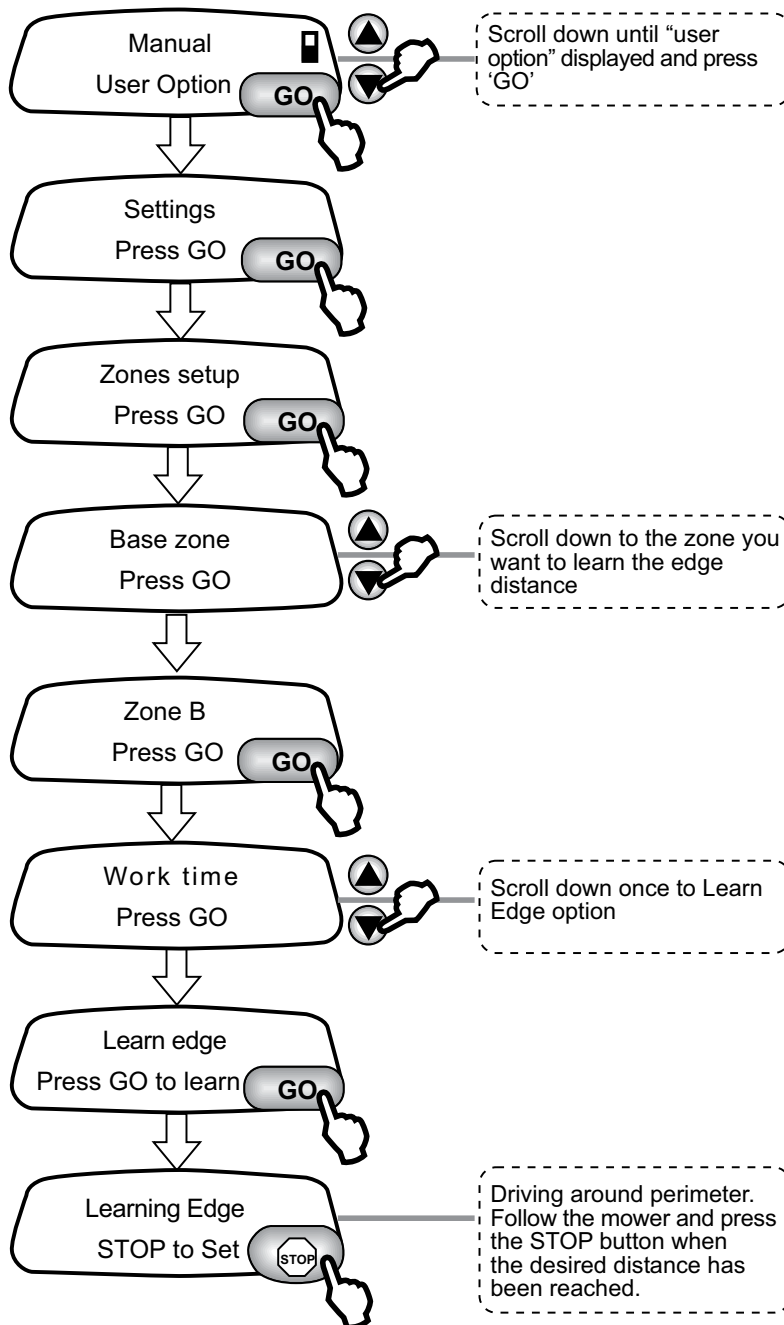 Manual
User Option
GO
Scroll down until “user
option” displayed and press
‘GO’
Settings
Press GO
GO
Zones setup
Press GO
GO
Base zone
Press GO
Scroll down to the zone you
want to learn the edge
distance
Zone B
Press GO
GO
Work time
Press GO
Scroll down once to Learn
Edge option
Learn edge
Press GO to learn
GO
Learning Edge
STOP to Set
STOP
Driving around perimeter.
Follow the mower and press
the STOP button when
the desired distance has
been reached.